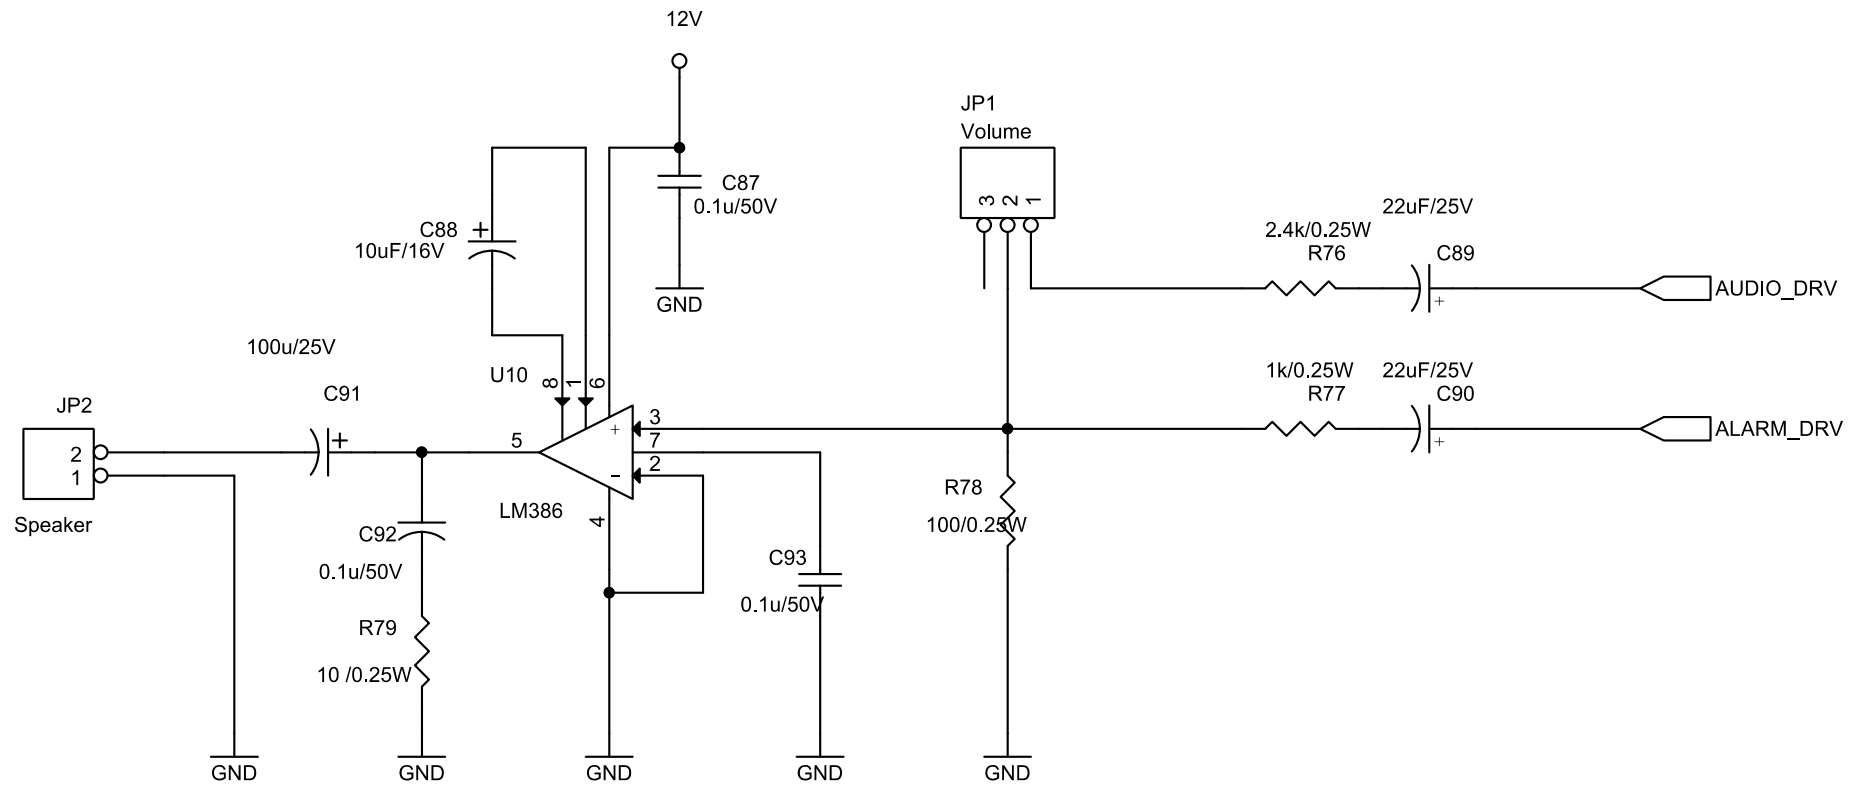 12V
JP1
Volume
3
2
1
C87
0.1u/50V
C88
+
10uF/16V
22uF/25V
2.4k/0.25W
R76
C89
+
AUDIO_DRV
GND
100u/25V
U10
8
1
6
1k/0.25W
22uF/25V
R77
C90
+
ALARM_DRV
C91
+
JP2
2
1
Speaker
5
+
-
3
7
2
4
LM386
R78
100/0.25W
C92
0.1u/50V
C93
0.1u/50V
R79
10 /0.25W
GND
GND
GND
GND
GND